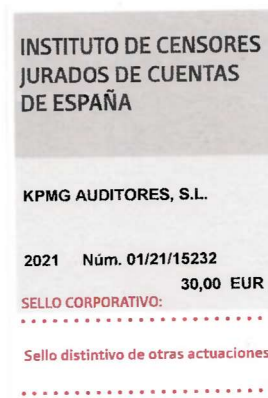 INSTITUTO DE CENSORES
JURADOS DE CUENTAS
DE ESPAÑA
KPMG AUDITORES, S.L.
2021 Núm. 01/21/15232
30,00 EUR
SELLO CORPORATIVO:
Sello distintivo de otras actuaciones